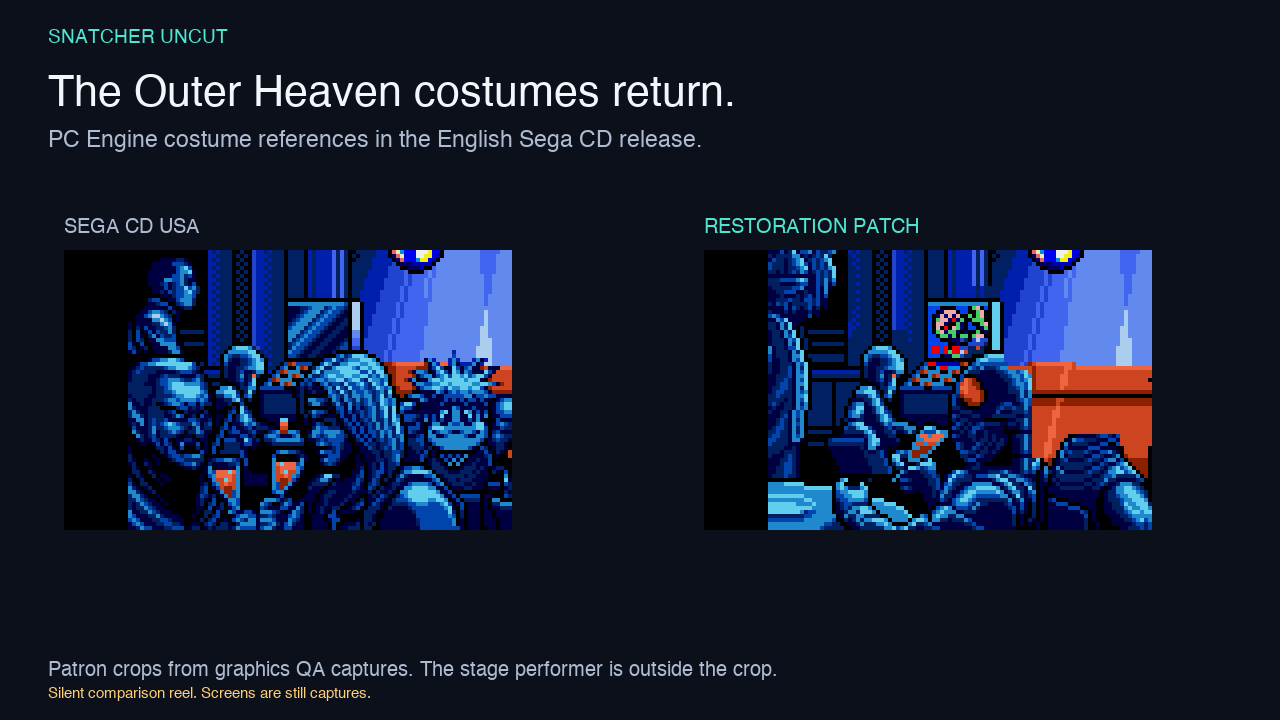 SNATCHER UNCUT
The Outer Heaven costumes return.
PC Engine costume references in the English Sega CD release.
SEGA CD USA
RESTORATION PATCH
Patron crops from graphics QA captures. The stage performer is outside the crop.
Silent comparison reel. Screens are still captures.